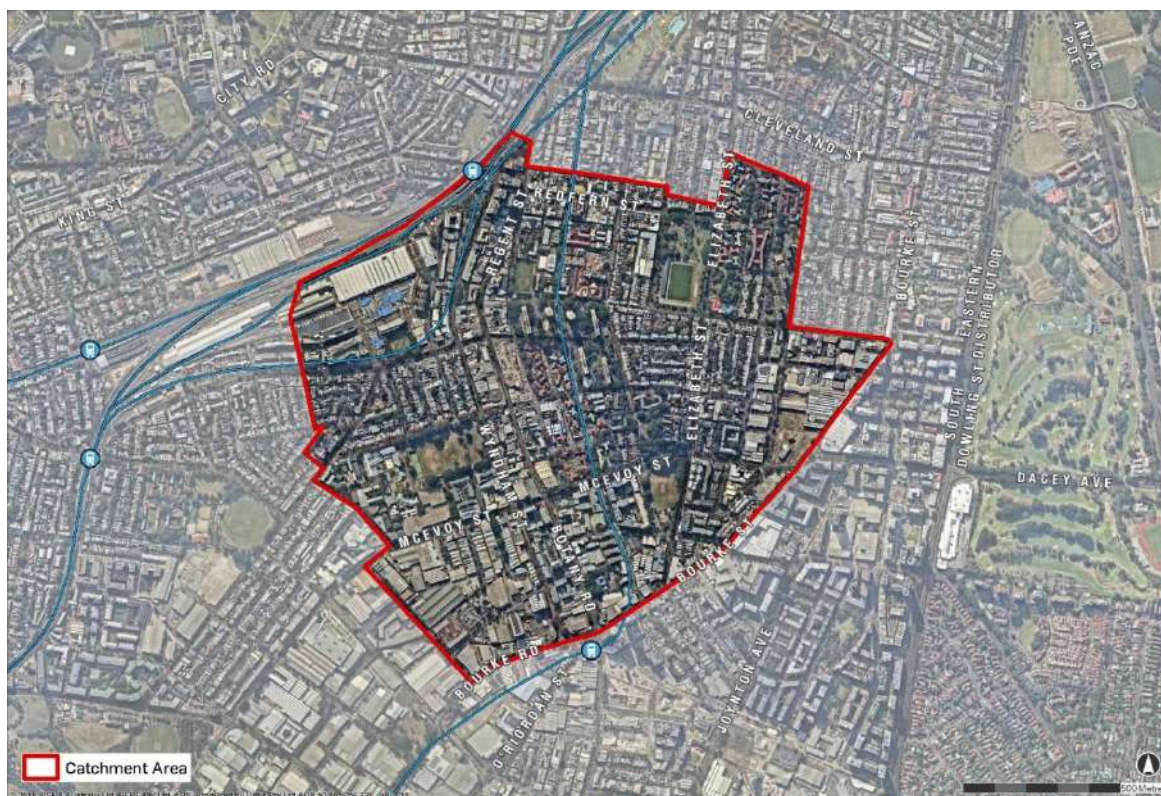 ANZAC PDE
CITY RD
CLEVELAND ST
KING ST
REDFERN ST
ELIZABETH ST
REGENT ST
BOURKE ST
SOUTH DOWLING ST
EASTERN DISTRIBUTOR
ELIZABETH ST
WYNDHAM ST
MCEVOY ST
DACEY AVE
MCEVOY ST
BOTANY RD
BOURKE ST
BOURKE RD
JOYNTON AVE
O'RIORDAN ST
Catchment Area
500 Metre